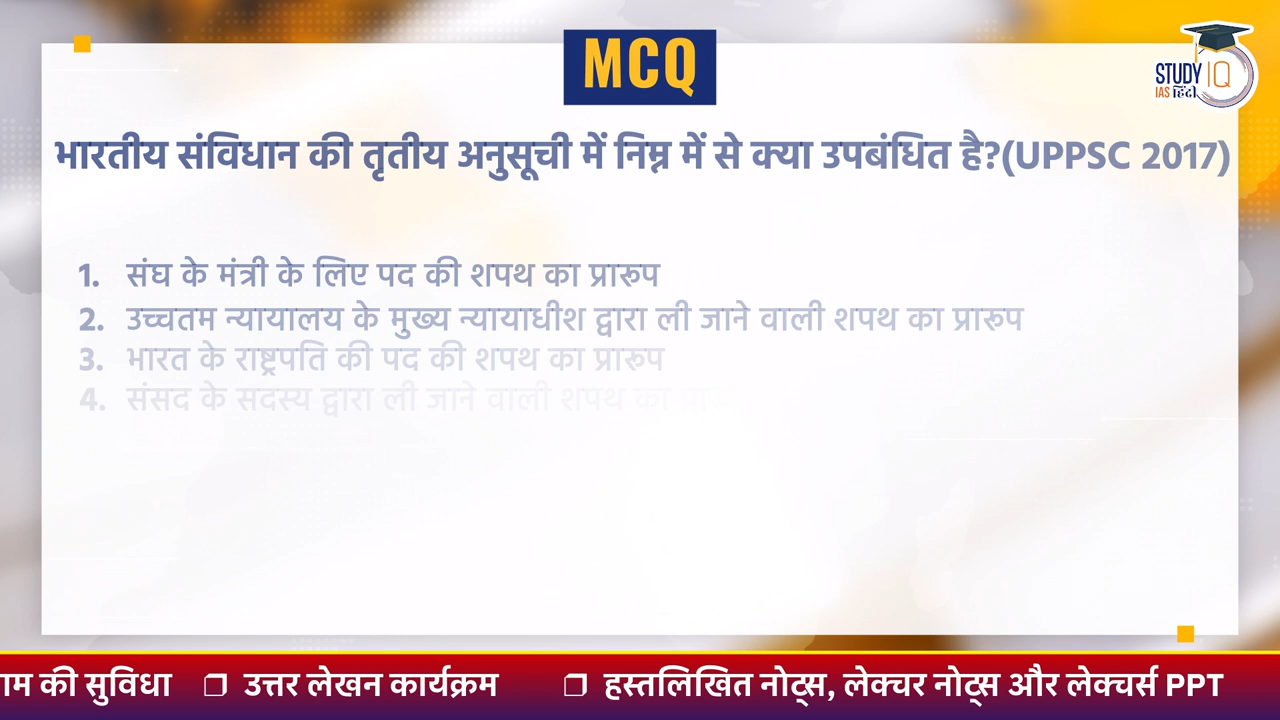 MCQ
STUDY IQ
IAS हिंदी
भारतीय संविधान की तृतीय अनुसूची में निम्न में से क्या उपबंधित है?(UPPSC 2017)
1. संघ के मंत्री के लिए पद की शपथ का प्रारूप
2. उच्चतम न्यायालय के मुख्य न्यायाधीश द्वारा ली जाने वाली शपथ का प्रारूप
3. भारत के राष्ट्रपति की पद की शपथ का प्रारूप
4. संसद के सदस्य द्वारा ली जाने वाली शपथ का
की सुविधा ❐ उत्तर लेखन कार्यक्रम ❐ हस्तलिखित नोट्स, लेक्चर नोट्स और लेक्चर्स PPT